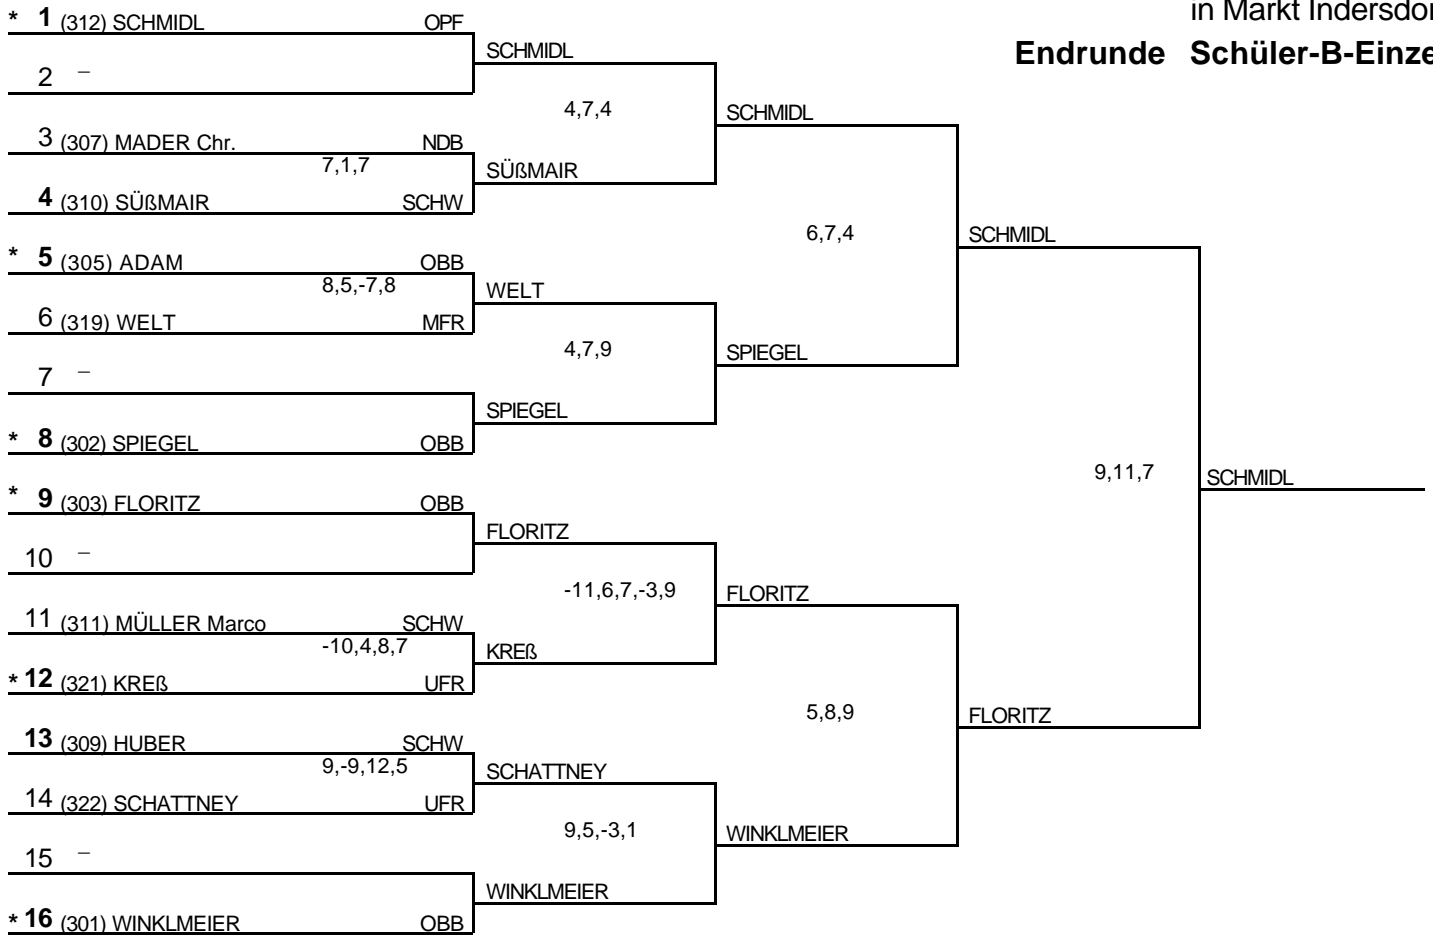 in Markt Indersdor
Endrunde Schüler-B-Einze
* 1 (312) SCHMIDL OPF
SCHMIDL
2 –
4,7,4
SCHMIDL
3 (307) MADER Chr. NDB
7,1,7
SÜßMAIR
4 (310) SÜßMAIR SCHW
6,7,4
SCHMIDL
* 5 (305) ADAM OBB
8,5,-7,8
WELT
6 (319) WELT MFR
4,7,9
SPIEGEL
7 –
SPIEGEL
* 8 (302) SPIEGEL OBB
9,11,7
SCHMIDL
* 9 (303) FLORITZ OBB
FLORITZ
10 –
-11,6,7,-3,9
FLORITZ
11 (311) MÜLLER Marco SCHW
-10,4,8,7
KREß
* 12 (321) KREß UFR
5,8,9
FLORITZ
13 (309) HUBER SCHW
9,-9,12,5
SCHATTNEY
14 (322) SCHATTNEY UFR
9,5,-3,1
WINKLMEIER
15 –
WINKLMEIER
* 16 (301) WINKLMEIER OBB